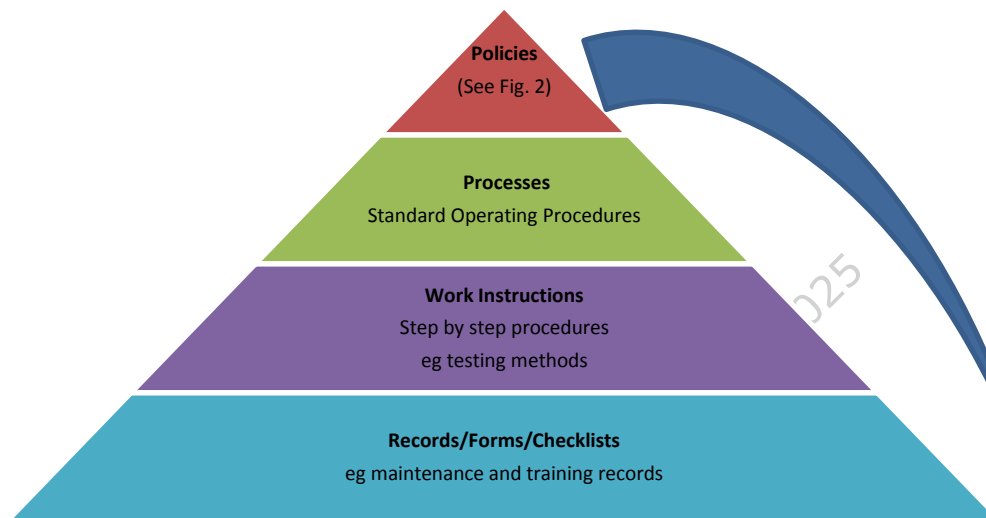 Policies
(See Fig. 2)
Processes
Standard Operating Procedures
Work Instructions
Step by step procedures
eg testing methods
025
Records/Forms/Checklists
eg maintenance and training records